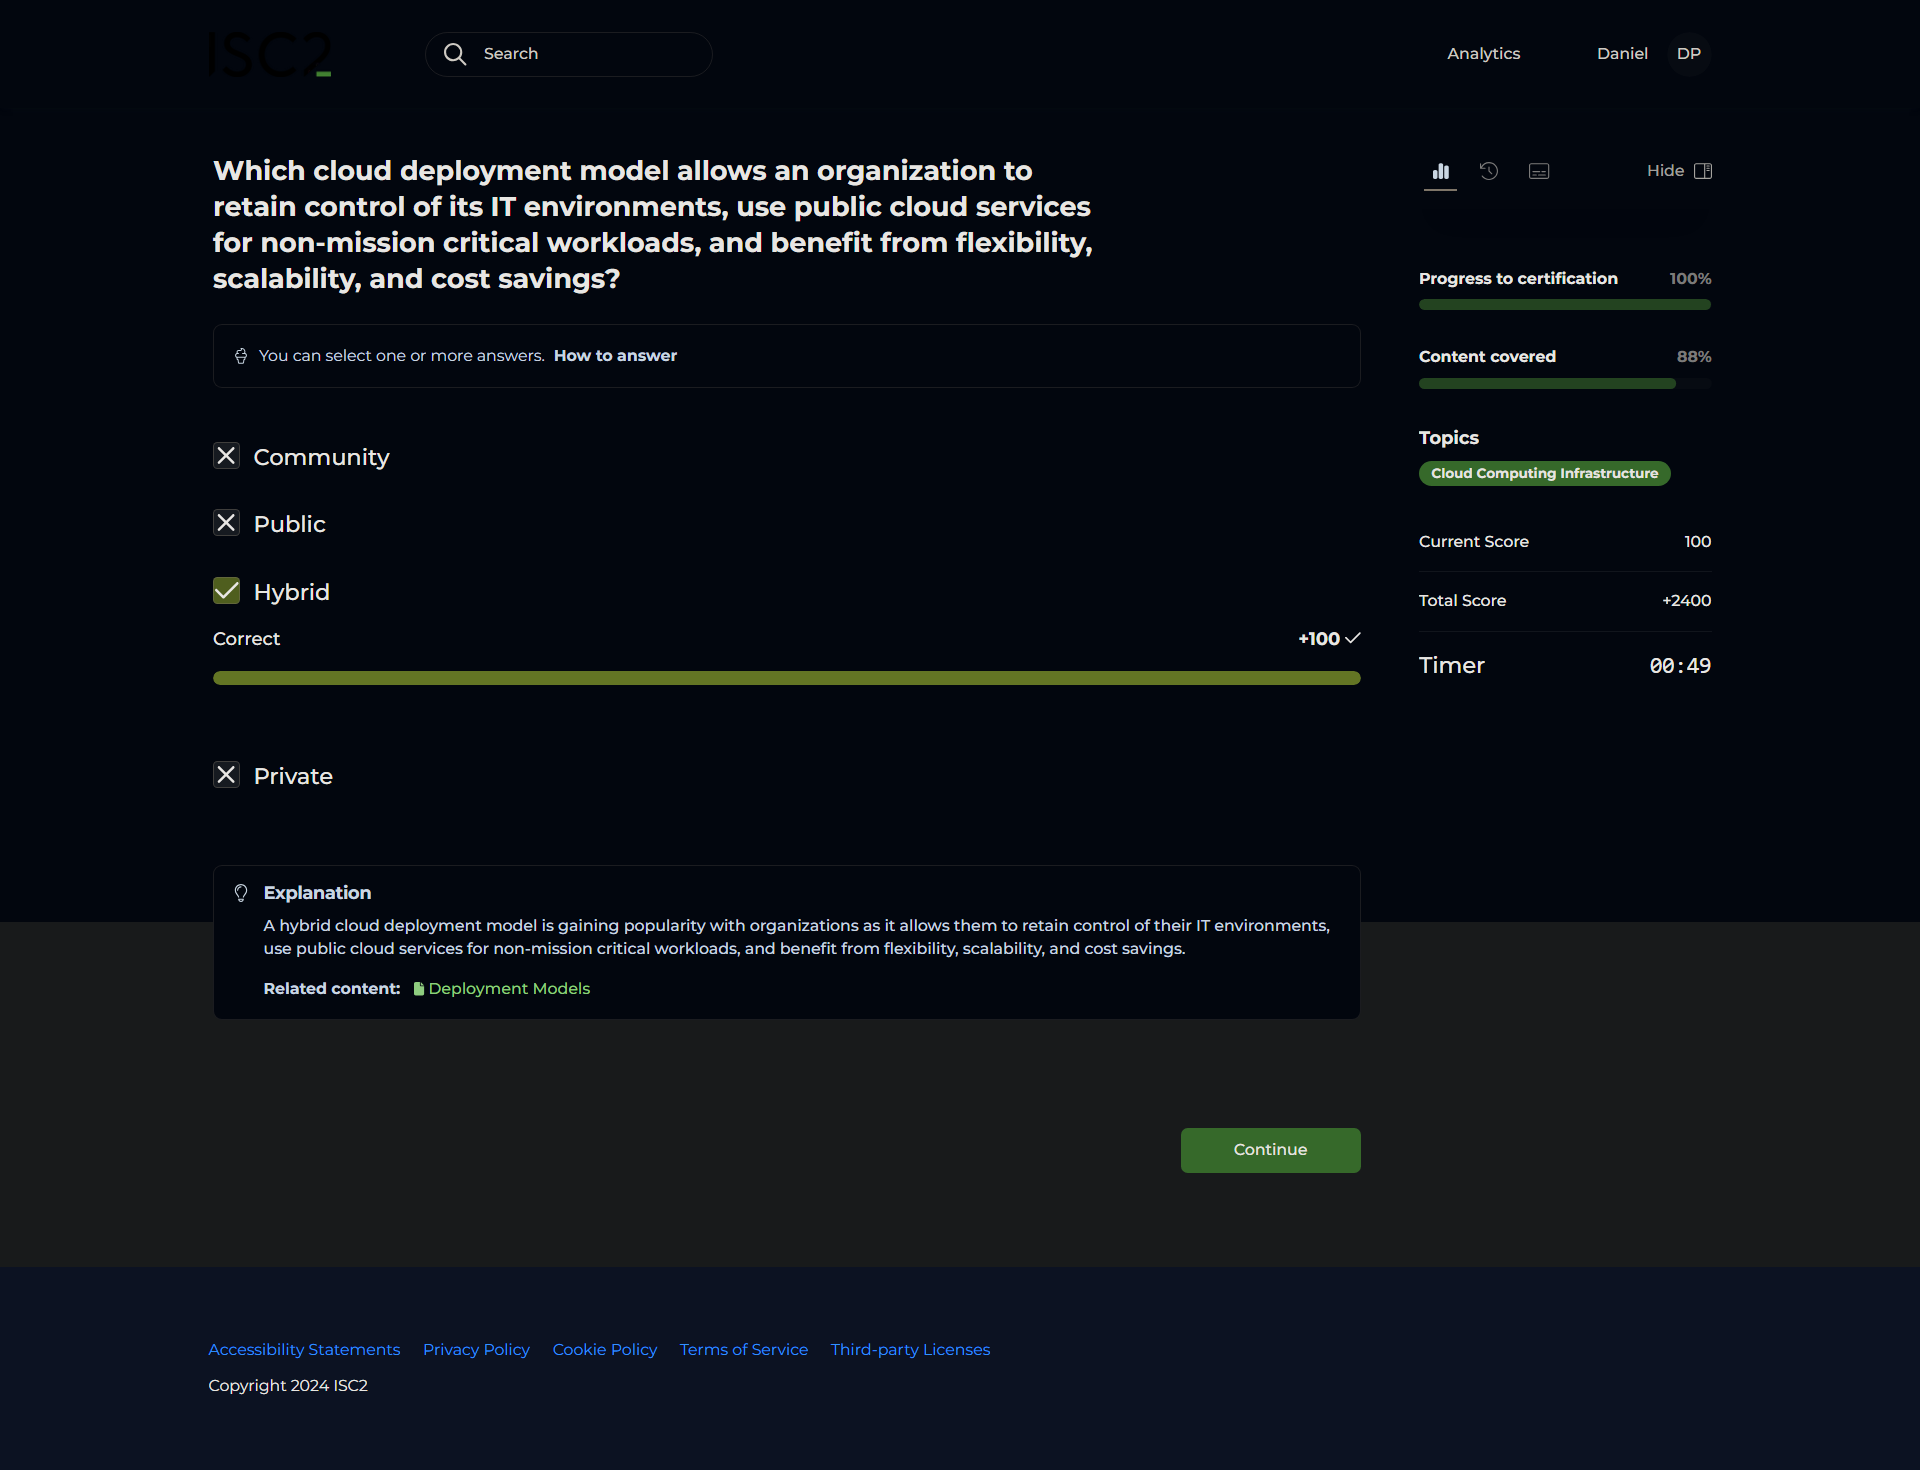 ISC2
Search
Analytics
Daniel
DP
Which cloud deployment model allows an organization to
retain control of its IT environments, use public cloud services
for non-mission critical workloads, and benefit from flexibility,
scalability, and cost savings?
You can select one or more answers. How to answer
Community
Public
Hybrid
Correct
+100
Private
Explanation
A hybrid cloud deployment model is gaining popularity with organizations as it allows them to retain control of their IT environments,
use public cloud services for non-mission critical workloads, and benefit from flexibility, scalability, and cost savings.
Related content: Deployment Models
Continue
Hide
Progress to certification 100%
Content covered 88%
Topics
Cloud Computing Infrastructure
Current Score 100
Total Score +2400
Timer 00:49
Accessibility Statements Privacy Policy Cookie Policy Terms of Service Third-party Licenses
Copyright 2024 ISC2